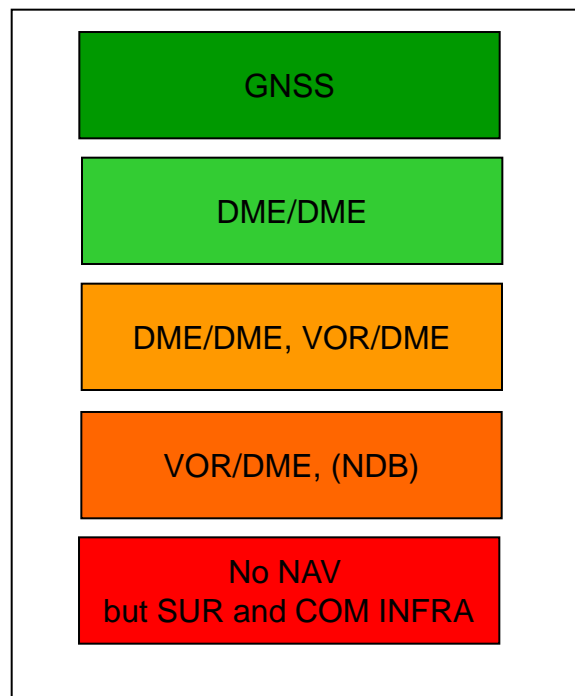 GNSS
DME/DME
DME/DME, VOR/DME
VOR/DME, (NDB)
No NAV
but SUR and COM INFRA